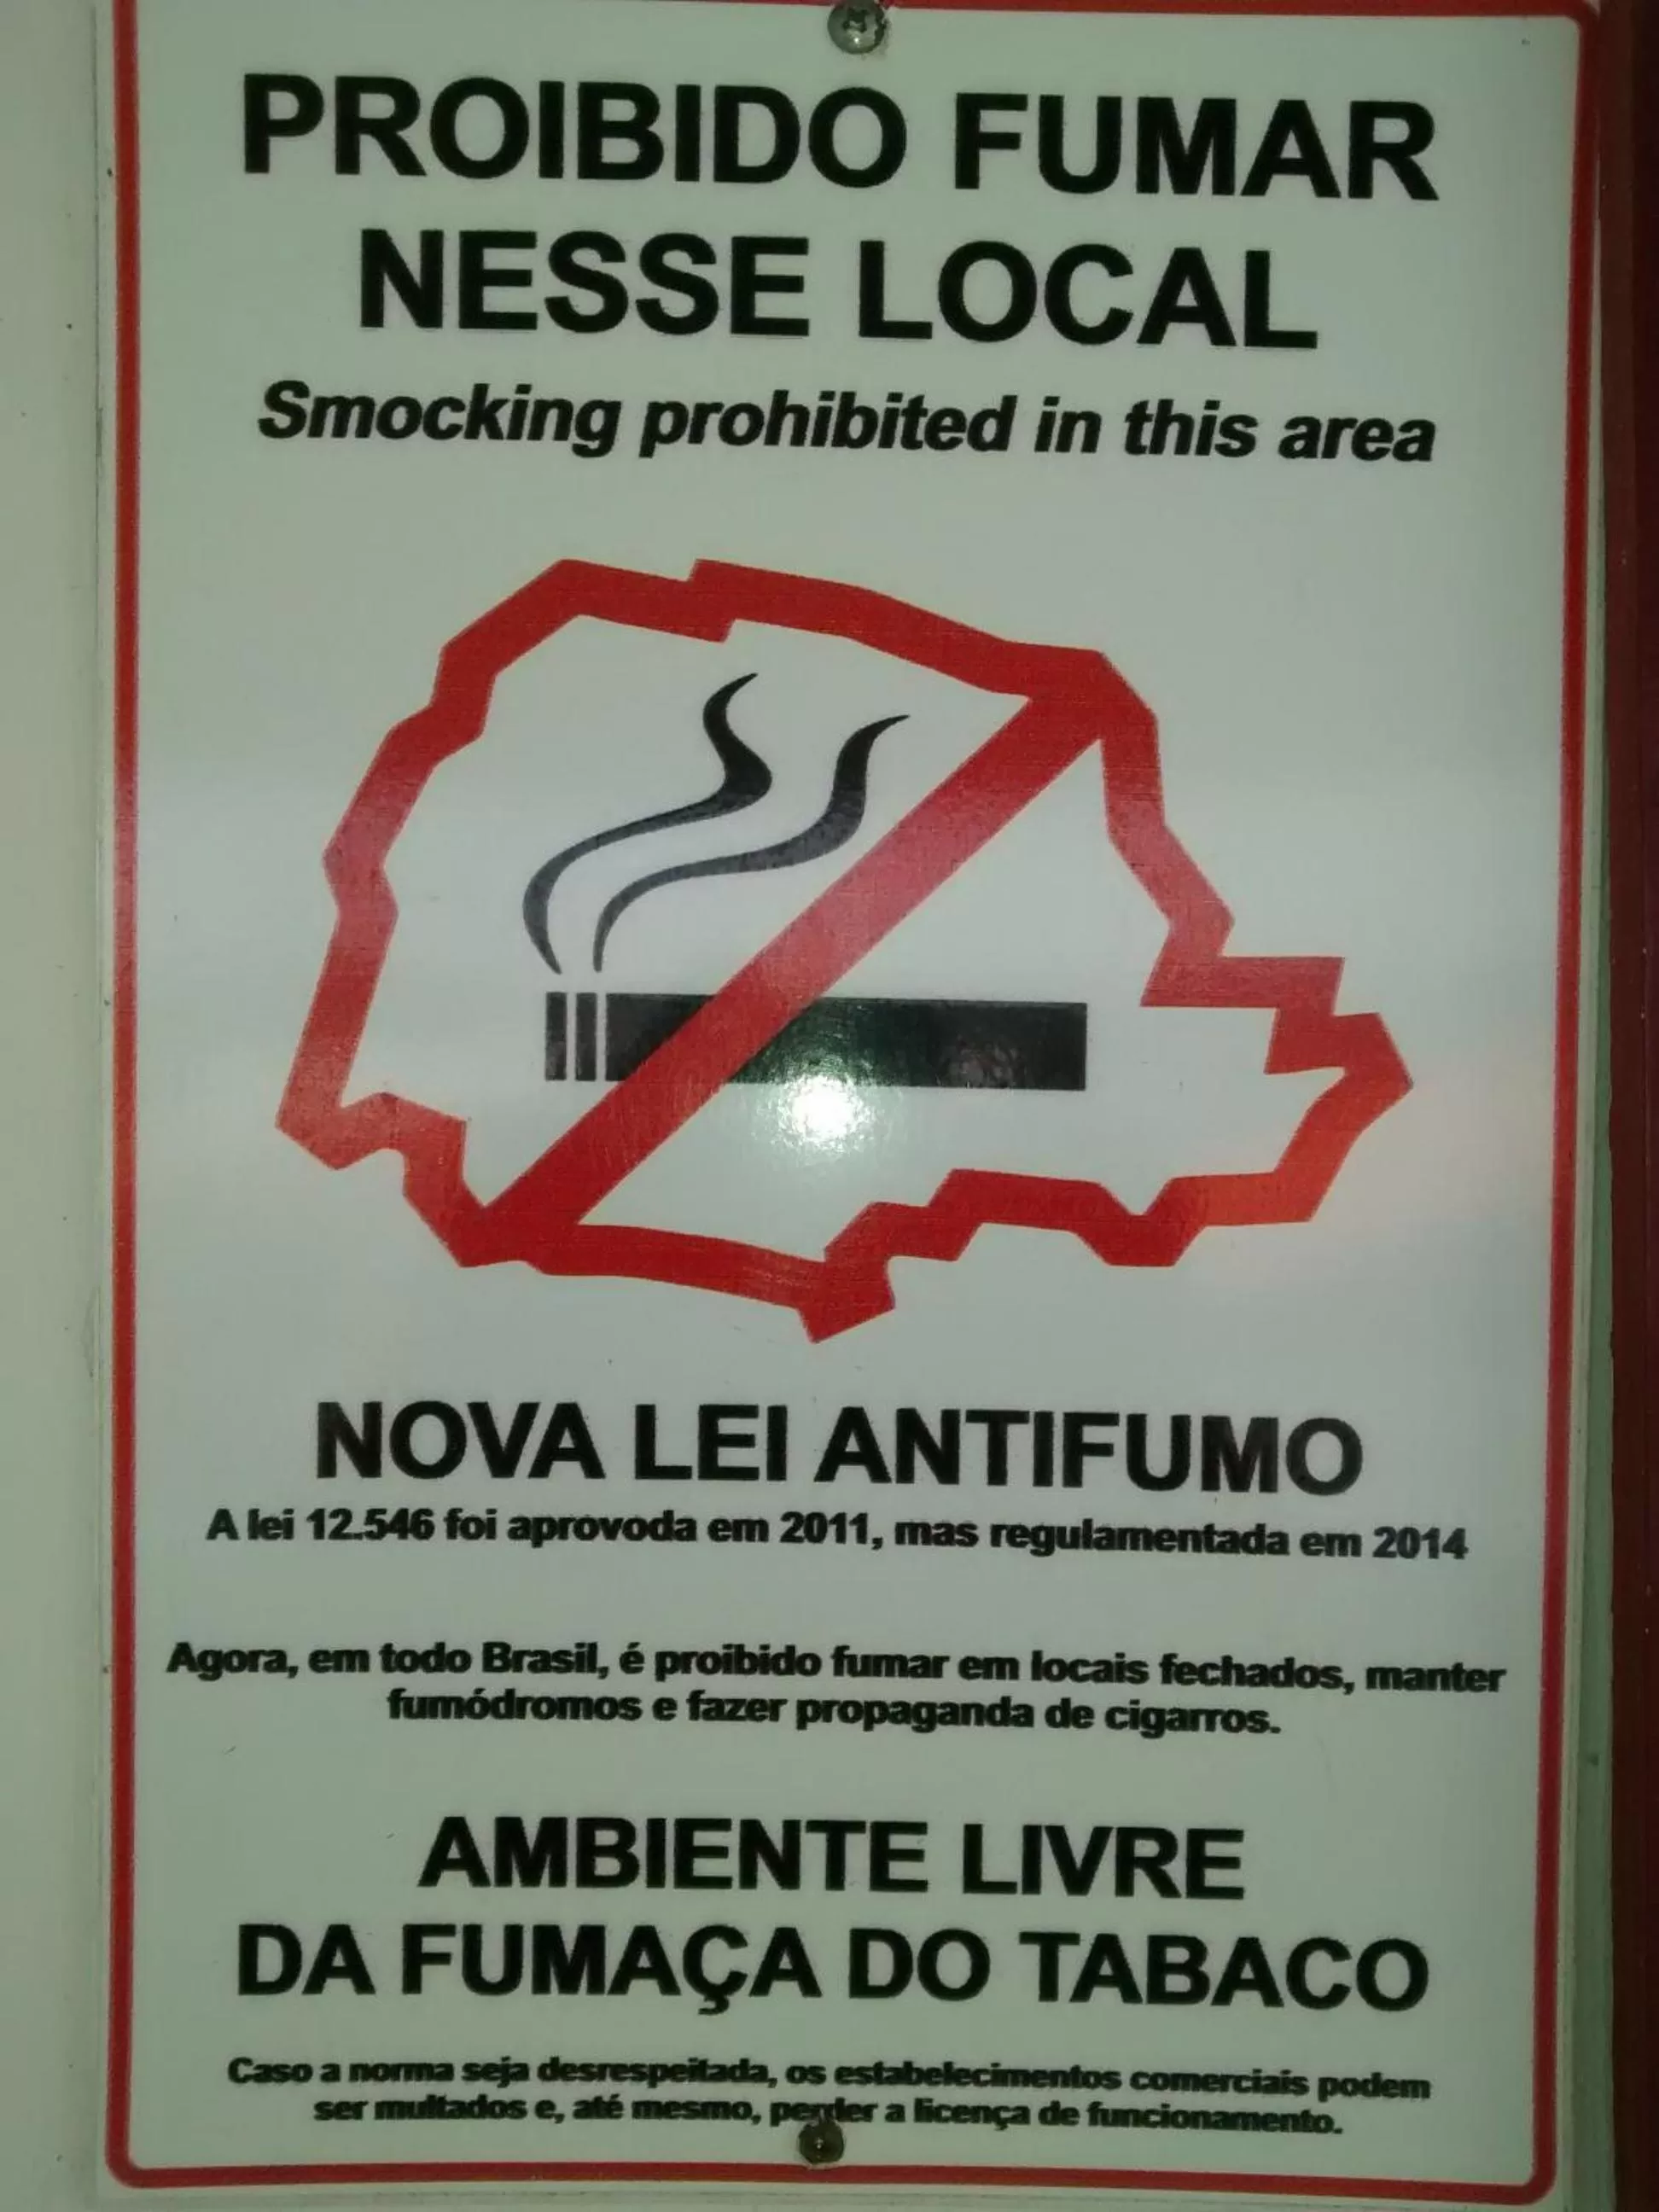 PROIBIDO FUMAR
NESSE LOCAL
Smocking prohibited in this area
NOVA LEI ANTIFUMO
A lei 12.546 foi aprovoda em 2011, mas regulamentada em 2014
Agora, em todo Brasil, é proibido fumar em locais fechados, manter
fumódromos e fazer propaganda de cigarros.
AMBIENTE LIVRE
DA FUMAÇA DO TABACO
Caso a norma seja desrespeitada, os estabelecimentos comerciais podem
ser multados e, até mesmo, perder a licença de funcionamento.